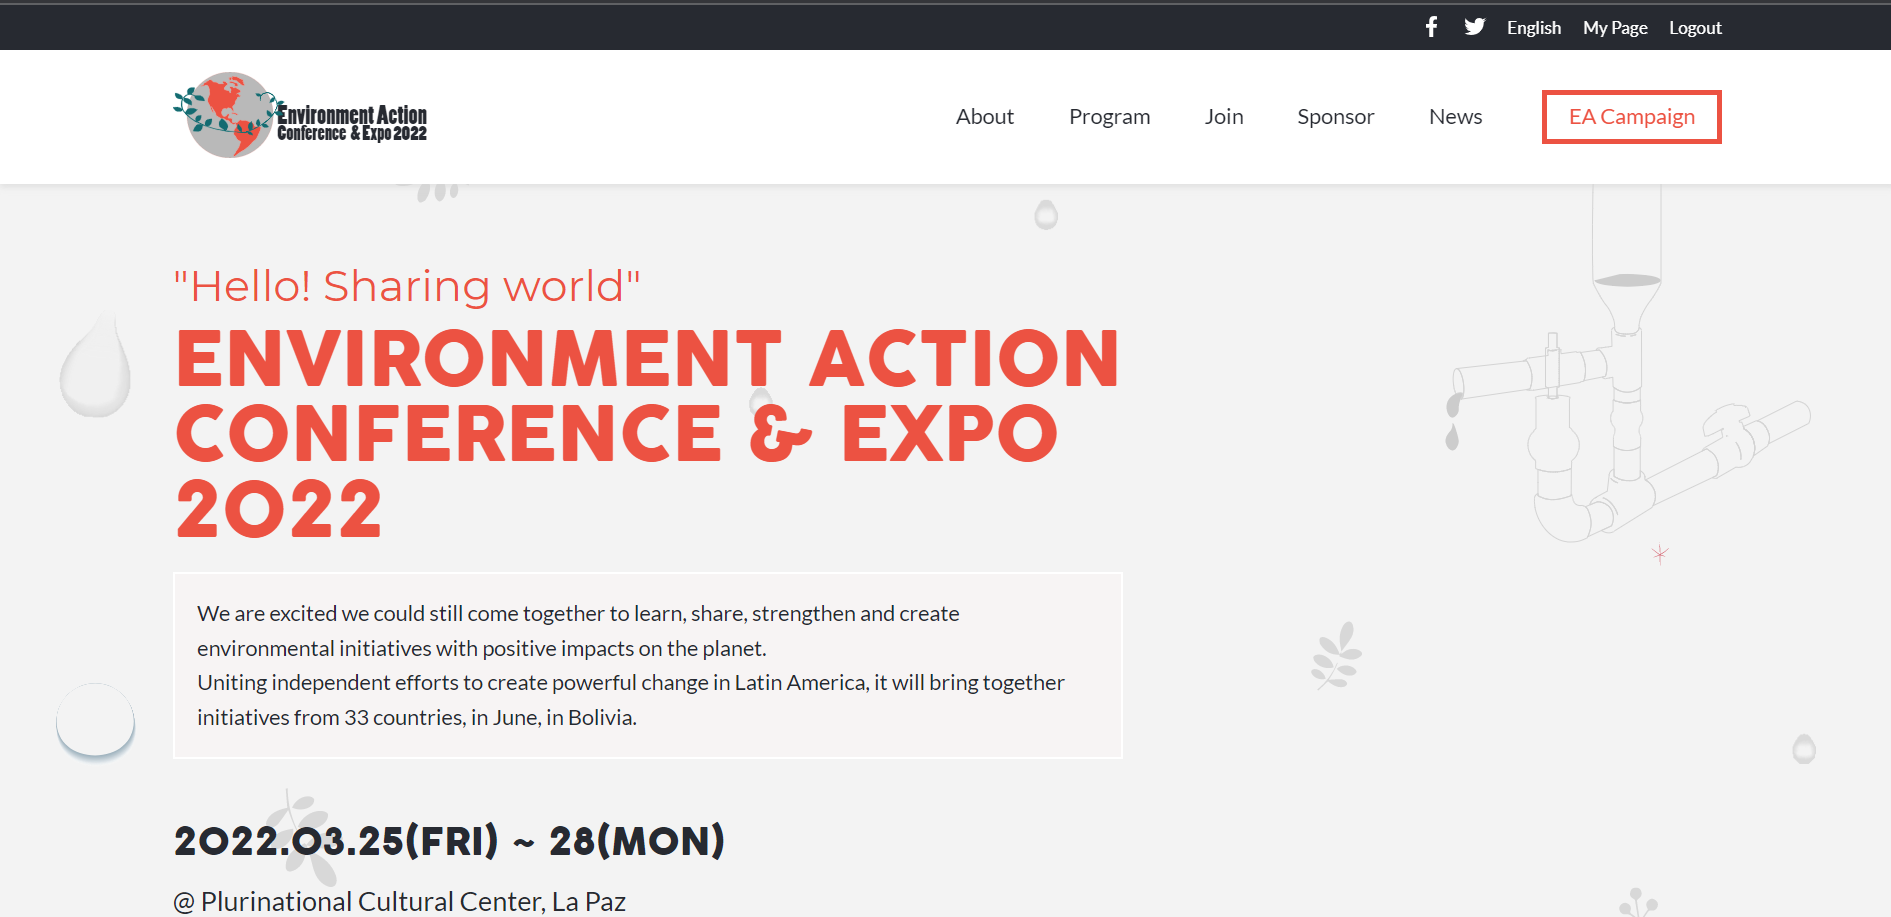 English My Page Logout
Environment Action
Conference & Expo 2022
About Program Join Sponsor News EA Campaign
"Hello! Sharing world"
ENVIRONMENT ACTION
CONFERENCE & EXPO
2022
We are excited we could still come together to learn, share, strengthen and create
environmental initiatives with positive impacts on the planet.
Uniting independent efforts to create powerful change in Latin America, it will bring together
initiatives from 33 countries, in June, in Bolivia.
2022.03.25(FRI) ~ 28(MON)
@ Plurinational Cultural Center, La Paz